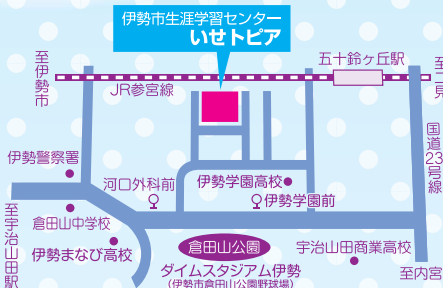 伊勢市生涯学習センター
いせトピア
五十鈴ヶ丘駅
至伊勢市
至二見
JR参宮線
国道23号線
伊勢警察署
河口外科前
伊勢学園高校
伊勢学園前
倉田山中学校
至宇治山田駅
伊勢まなび高校
倉田山公園
宇治山田商業高校
ダイムスタジアム伊勢
至内宮
(伊勢市倉田山公園野球場)